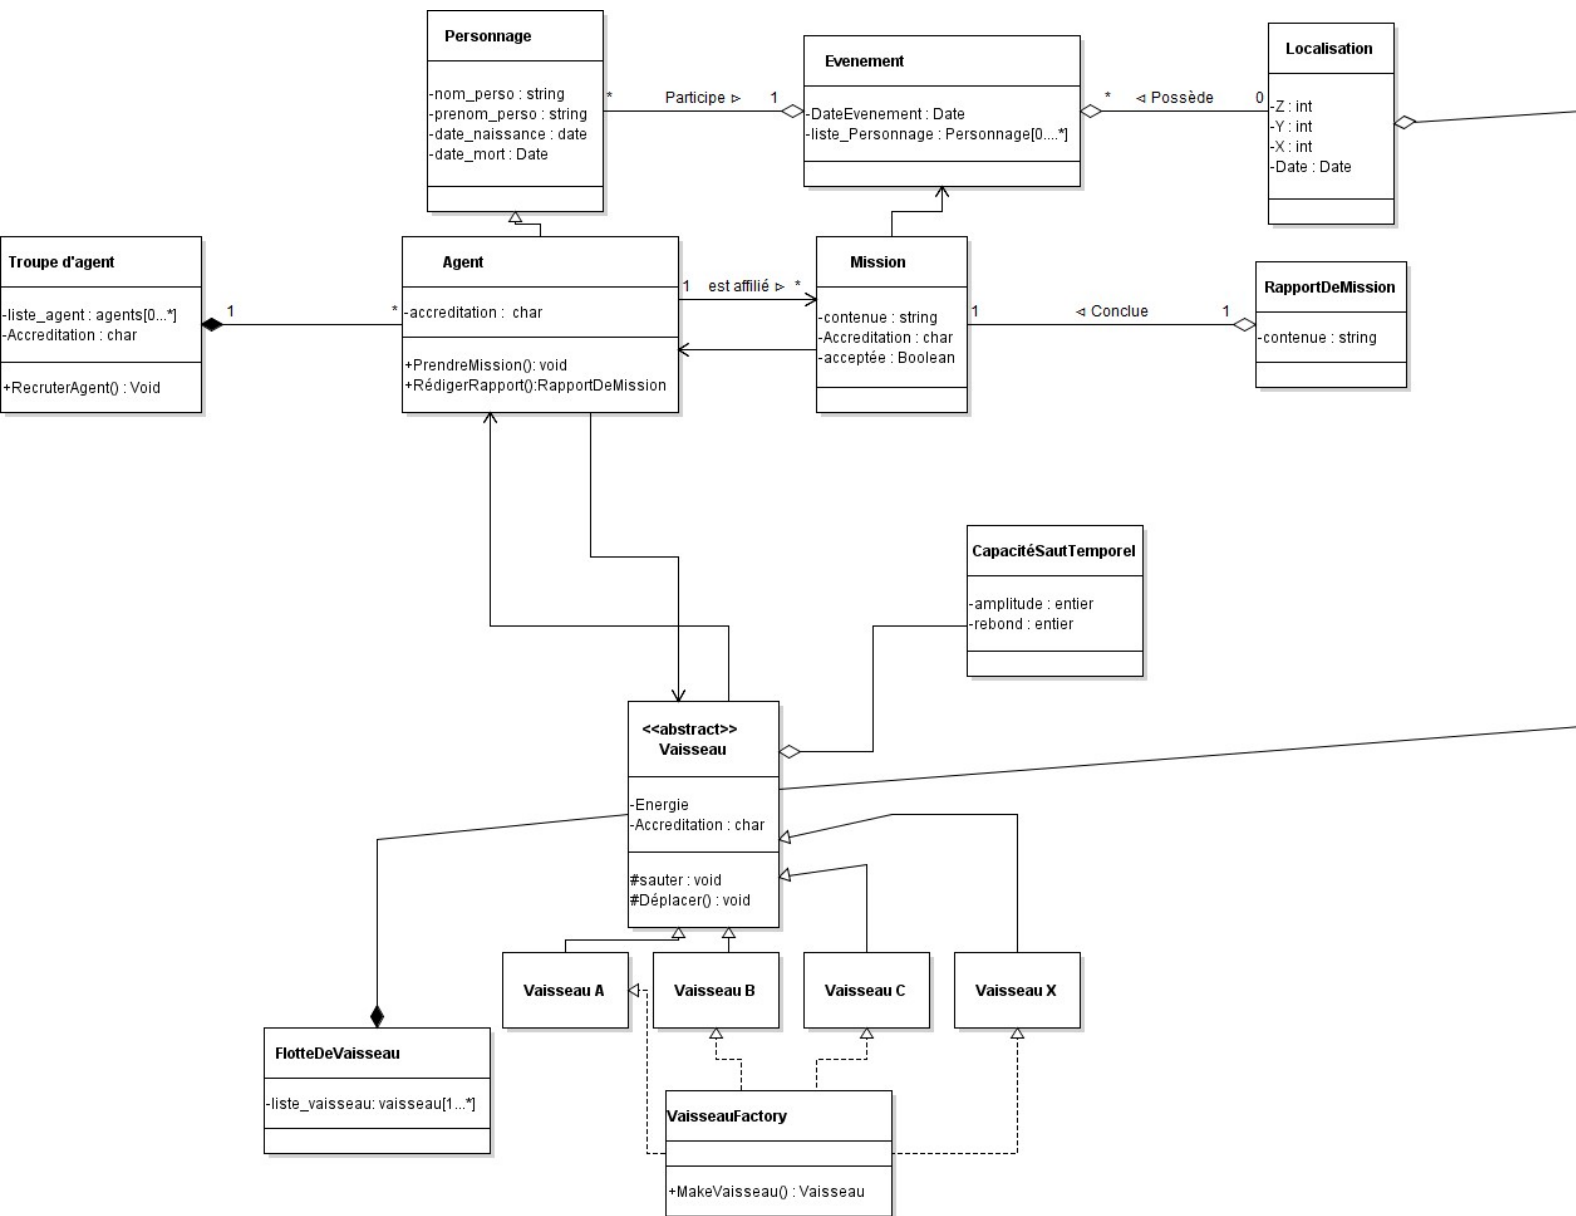 Personnage
-nom_perso : string
-prenom_perso : string
-date_naissance : date
-date_mort : Date
* Participe ⊳ 1
Evenement
-DateEvenement : Date
-liste_Personnage : Personnage[0....*]
* ⊲ Possède 0
Localisation
-Z : int
-Y : int
-X : int
-Date : Date
Troupe d'agent
-liste_agent : agents[0...*]
-Accreditation : char
+RecruterAgent() : Void
1 *
Agent
-accreditation : char
+PrendreMission(): void
+RédigerRapport():RapportDeMission
1 est affilié ⊳ *
Mission
-contenue : string
-Accreditation : char
-acceptée : Boolean
1 ⊲ Conclue 1
RapportDeMission
-contenue : string
CapacitéSautTemporel
-amplitude : entier
-rebond : entier
<<abstract>>
Vaisseau
-Energie
-Accreditation : char
#sauter : void
#Déplacer() : void
Vaisseau A
Vaisseau B
Vaisseau C
Vaisseau X
FlotteDeVaisseau
-liste_vaisseau: vaisseau[1...*]
VaisseauFactory
+MakeVaisseau() : Vaisseau